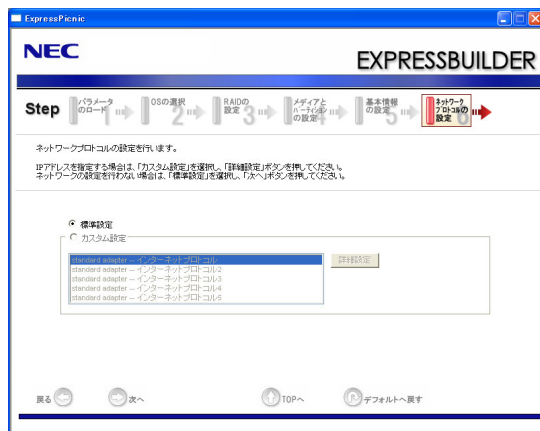 ExpressPicnic
NEC
EXPRESSBUILDER
Step
パラメータのロード 1
OSの選択 2
RAIDの設定 3
メディアとパーティションの設定 4
基本情報の設定 5
ネットワークプロトコルの設定 6
ネットワークプロトコルの設定を行います。
IPアドレスを指定する場合は、「カスタム設定」を選択し、「詳細設定」ボタンを押してください。
ネットワークの設定を行わない場合は、「標準設定」を選択し、「次へ」ボタンを押してください。
標準設定
カスタム設定
standard adapter -- インターネットプロトコル
詳細設定
standard adapter -- インターネットプロトコル2
standard adapter -- インターネットプロトコル3
standard adapter -- インターネットプロトコル4
standard adapter -- インターネットプロトコル5
戻る 次へ TOPへ デフォルトへ戻す